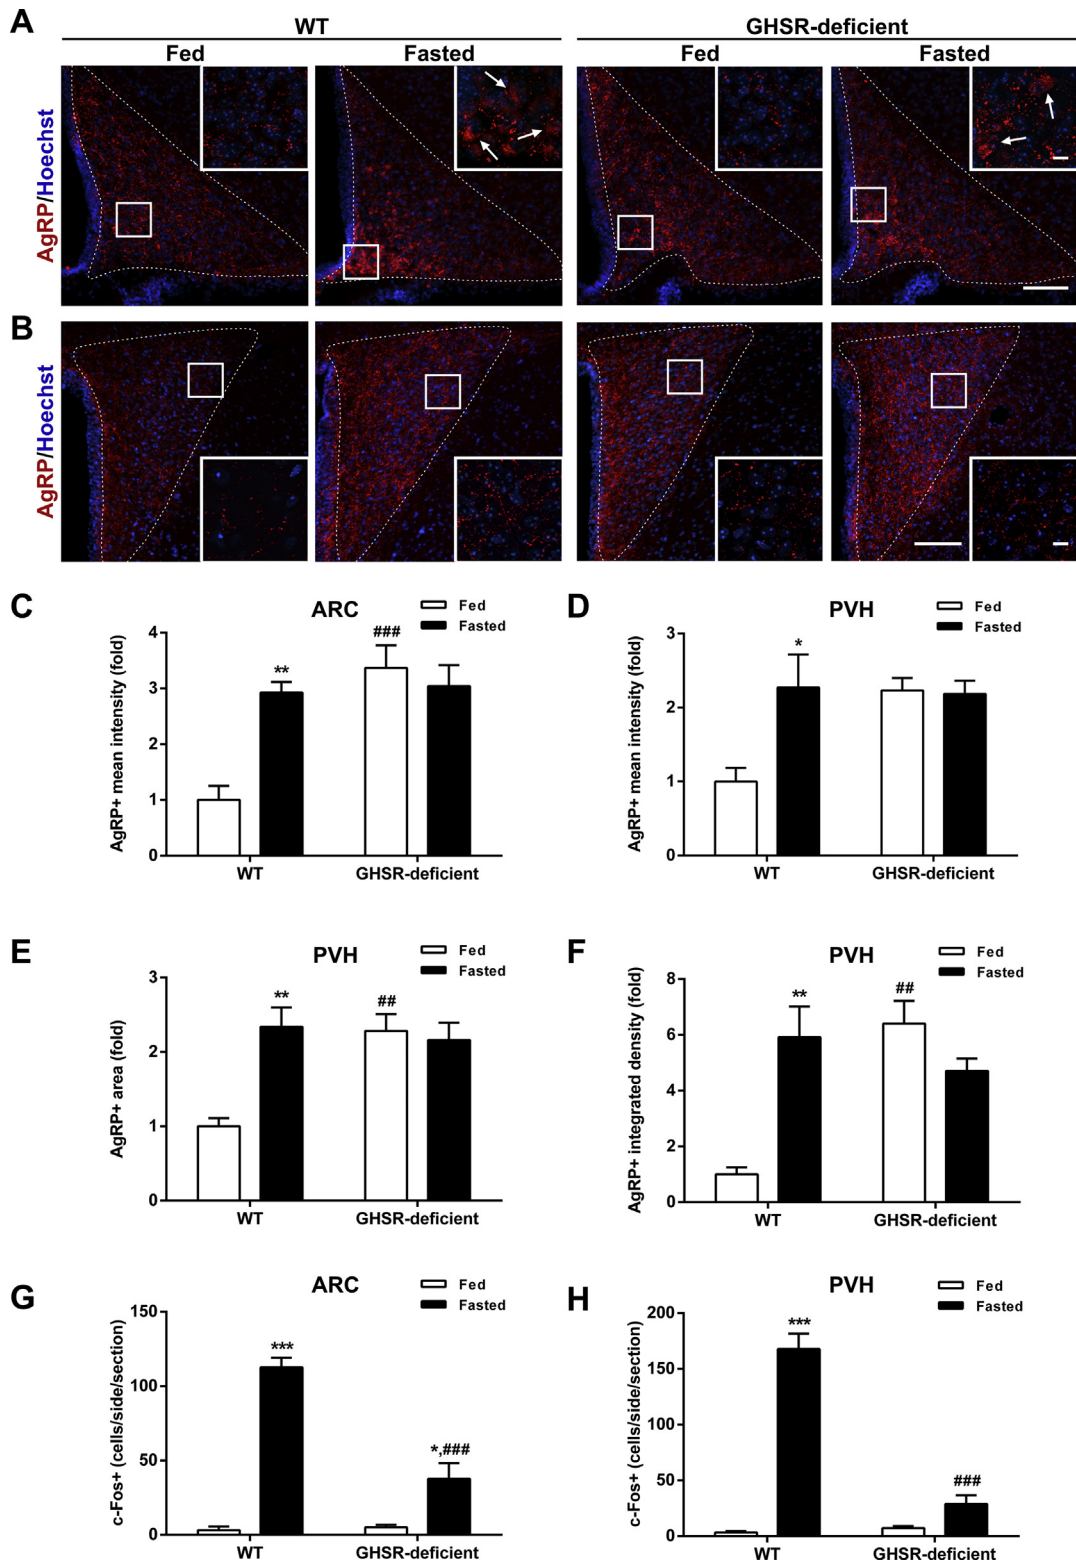 A
WT
GHSR-deficient
Fed
Fasted
Fed
Fasted
AgRP/Hoechst
B
AgRP/Hoechst
C
ARC
Fed
Fasted
AgRP+ mean intensity (fold)
4
3
2
1
0
**
###
WT
GHSR-deficient
D
PVH
Fed
Fasted
AgRP+ mean intensity (fold)
3
2
1
0
*
WT
GHSR-deficient
E
PVH
Fed
Fasted
AgRP+ area (fold)
3
2
1
0
**
##
WT
GHSR-deficient
F
PVH
Fed
Fasted
AgRP+ integrated density (fold)
8
6
4
2
0
**
##
WT
GHSR-deficient
G
ARC
Fed
Fasted
c-Fos+ (cells/side/section)
150
100
50
0
***
*,###
WT
GHSR-deficient
H
PVH
Fed
Fasted
c-Fos+ (cells/side/section)
200
150
100
50
0
***
###
WT
GHSR-deficient